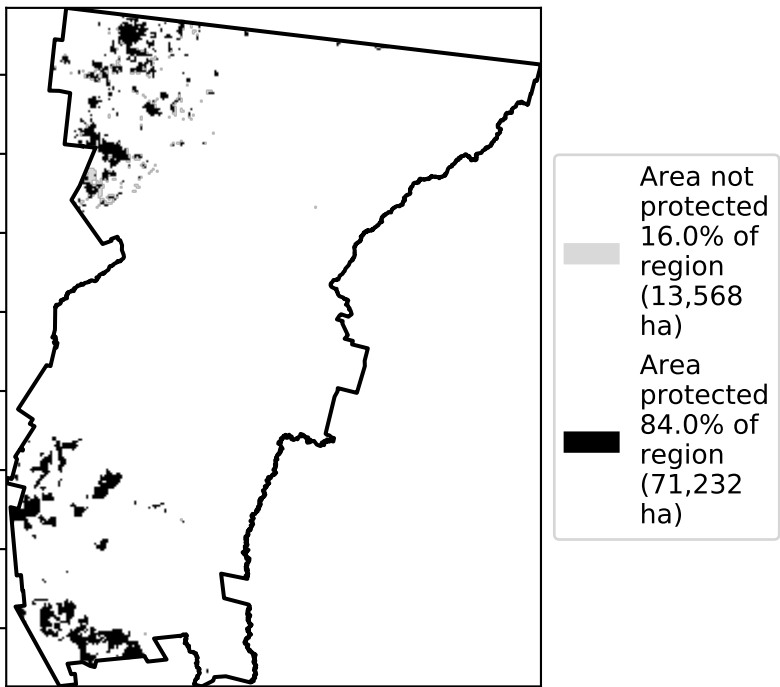 Area not
protected
16.0% of
region
(13,568
ha)
Area
protected
84.0% of
region
(71,232
ha)